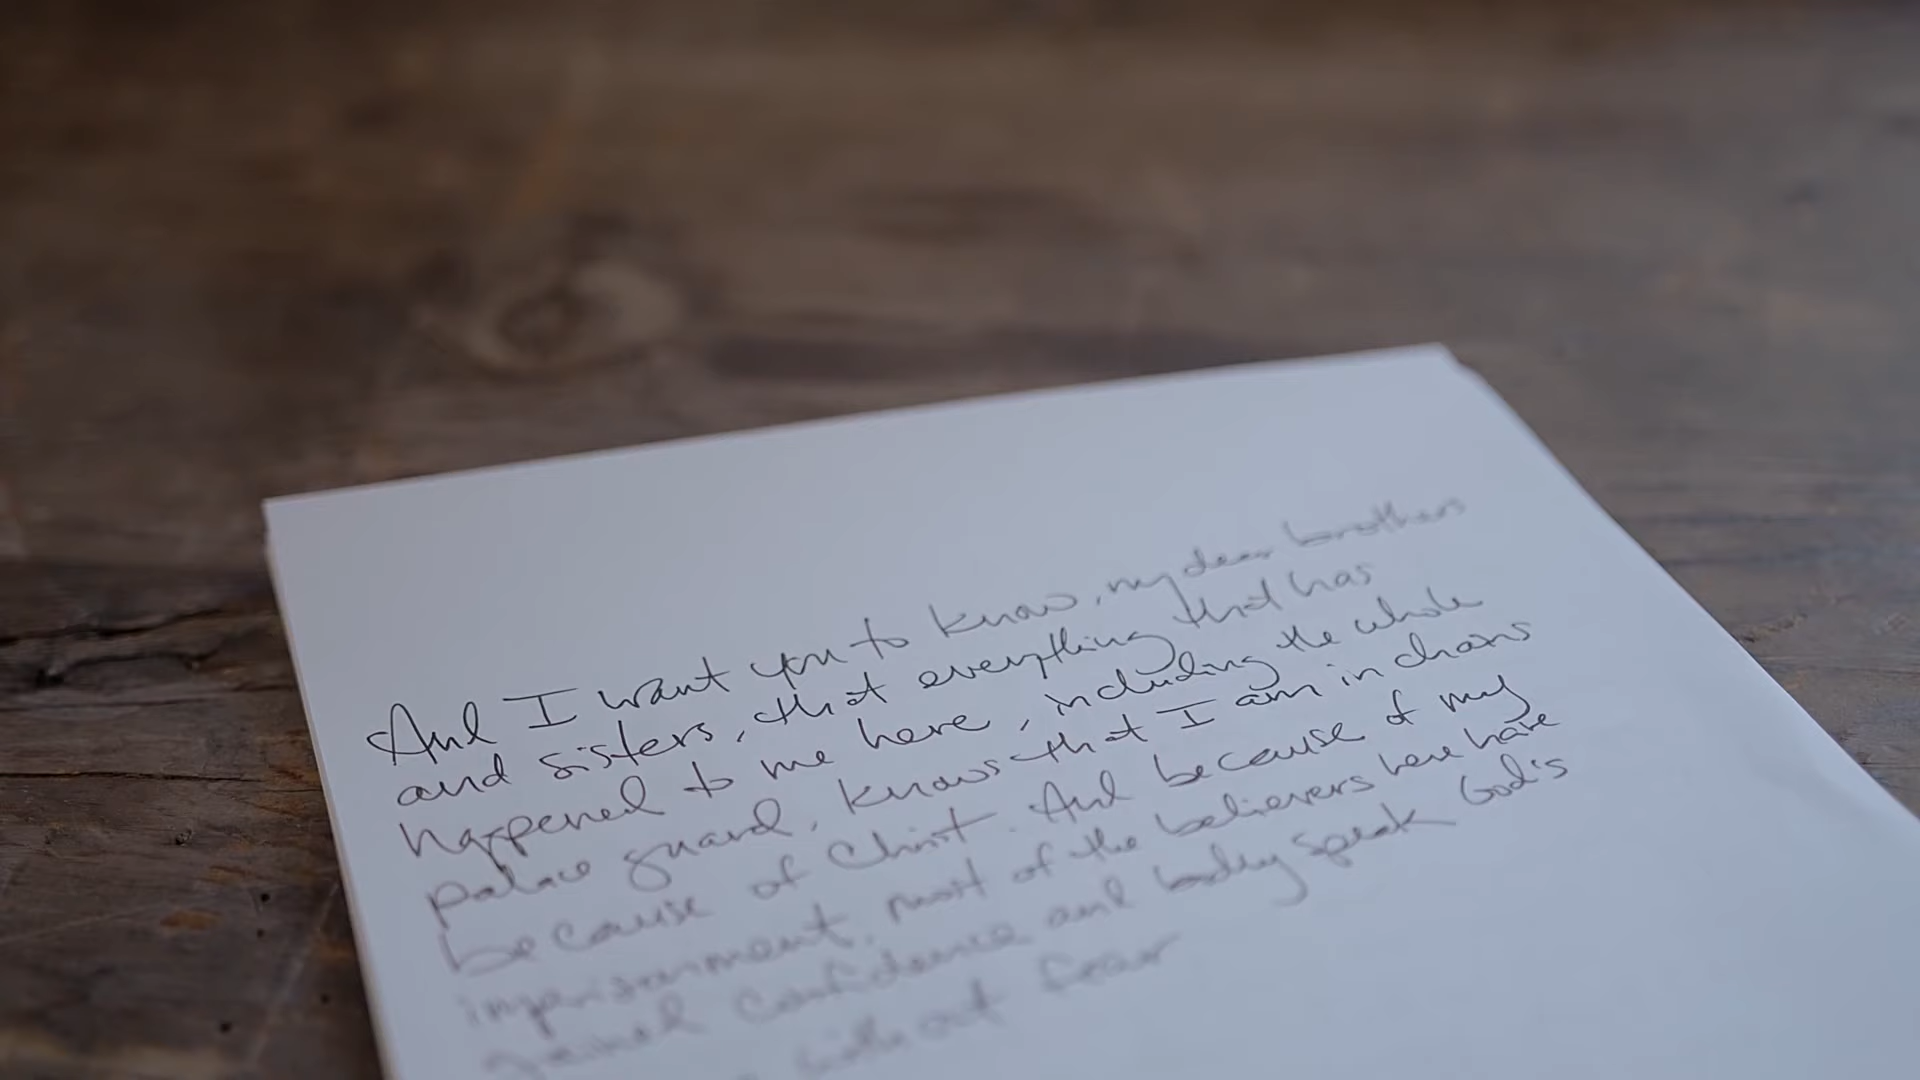 And I want you to know, my dear brothers
and sisters, that everything that has
happened to me here, including the whole
palace guard, knows that I am in chains
because of Christ. And because of my
imprisonment, most of the believers here have
gained confidence and boldly speak God's
without fear